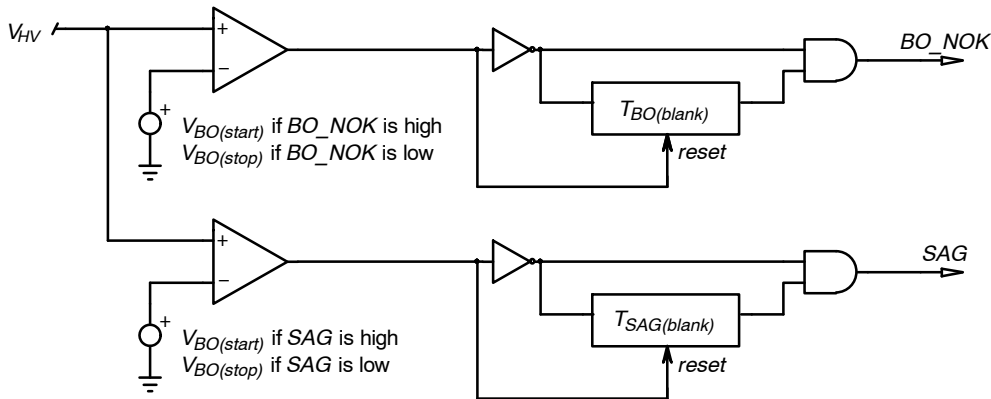 V_HV
+
−
+
V_BO(start) if BO_NOK is high
V_BO(stop) if BO_NOK is low
T_BO(blank)
reset
BO_NOK
+
−
+
V_BO(start) if SAG is high
V_BO(stop) if SAG is low
T_SAG(blank)
reset
SAG